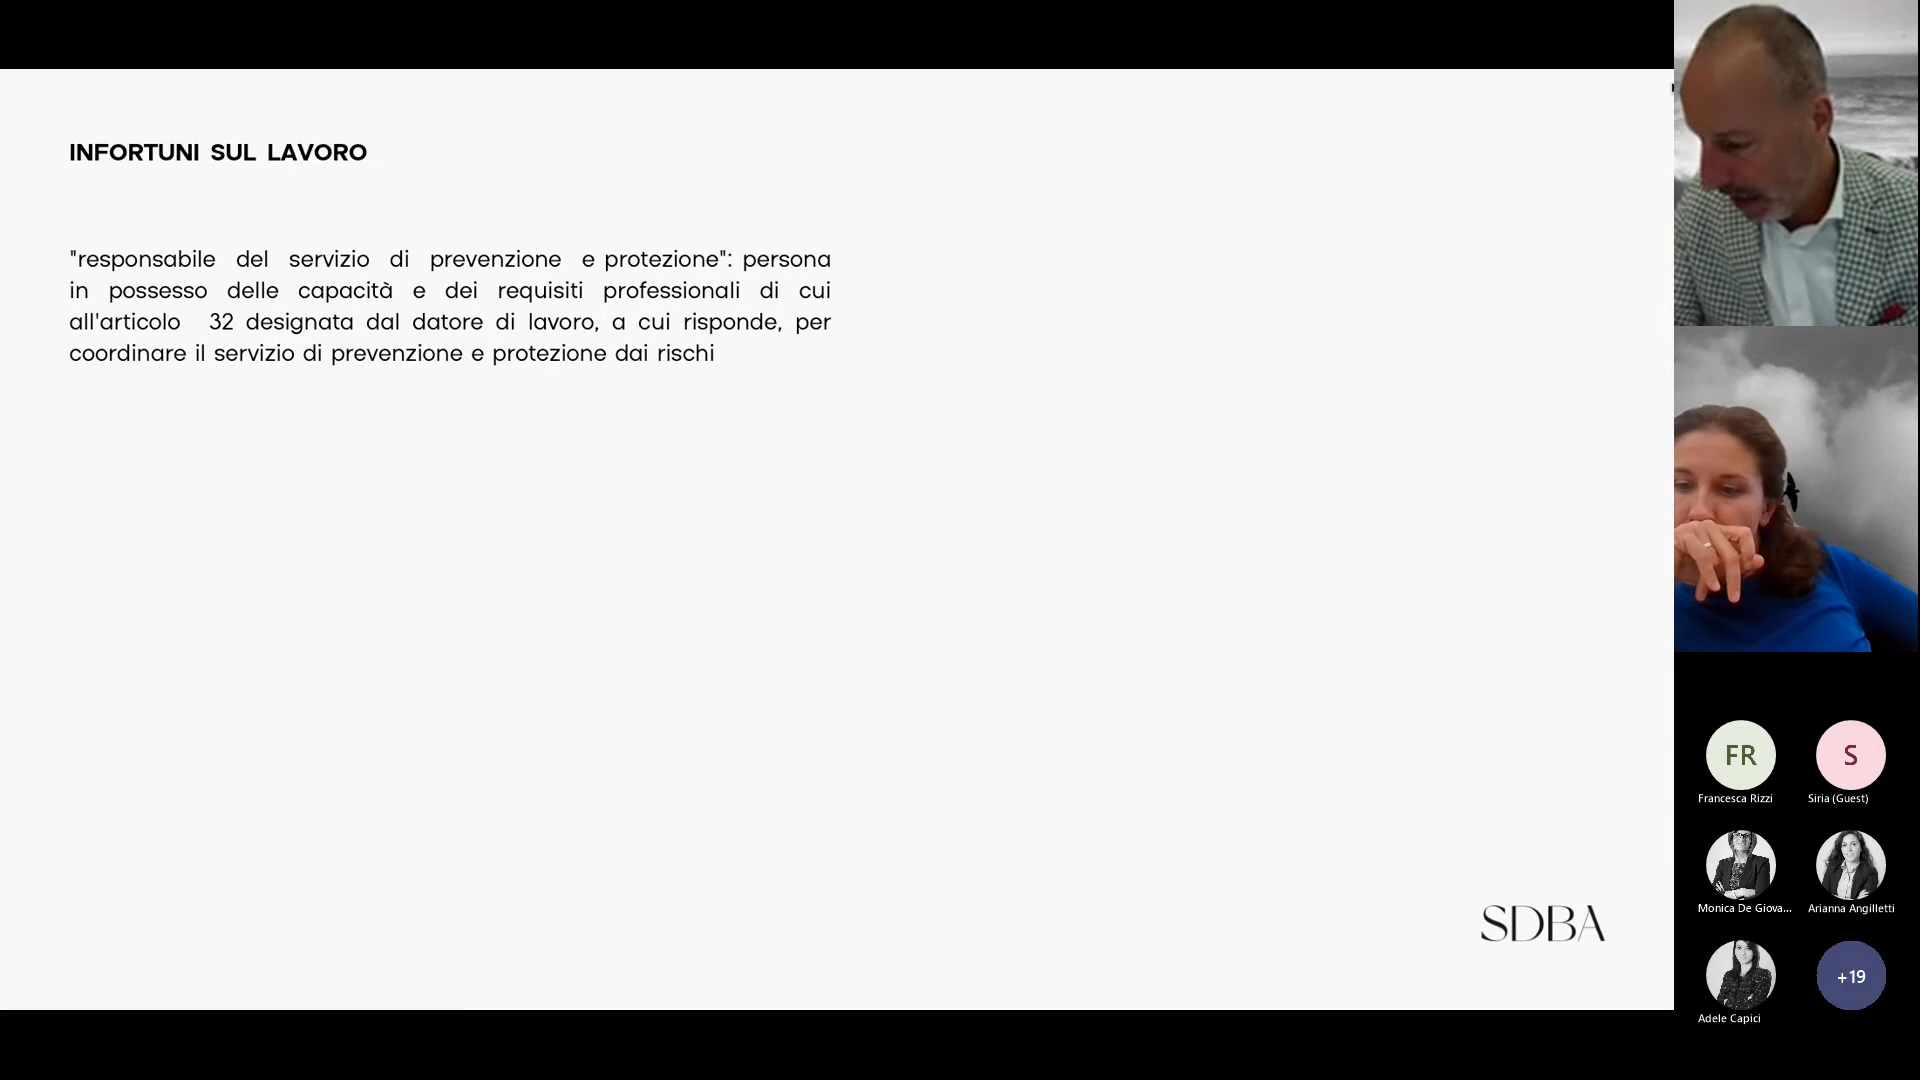 INFORTUNI SUL LAVORO
"responsabile del servizio di prevenzione e protezione": persona
in possesso delle capacità e dei requisiti professionali di cui
all'articolo 32 designata dal datore di lavoro, a cui risponde, per
coordinare il servizio di prevenzione e protezione dai rischi
SDBA
FR
S
Francesca Rizzi
Siria (Guest)
Monica De Giova...
Arianna Angilletti
Adele Capici
+19